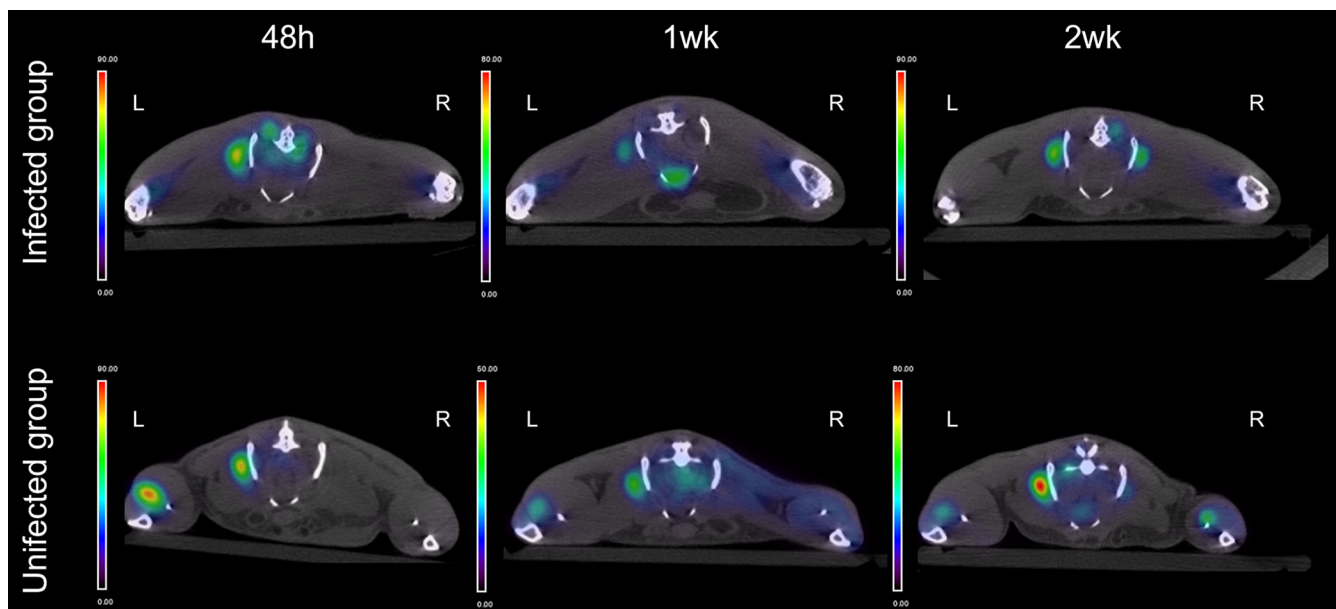 48h 1wk 2wk
Infected group
90.00 80.00 90.00
L R L R L R
0.00 0.00 0.00
Unifected group
90.00 50.00 80.00
L R L R L R
0.00 0.00 0.00